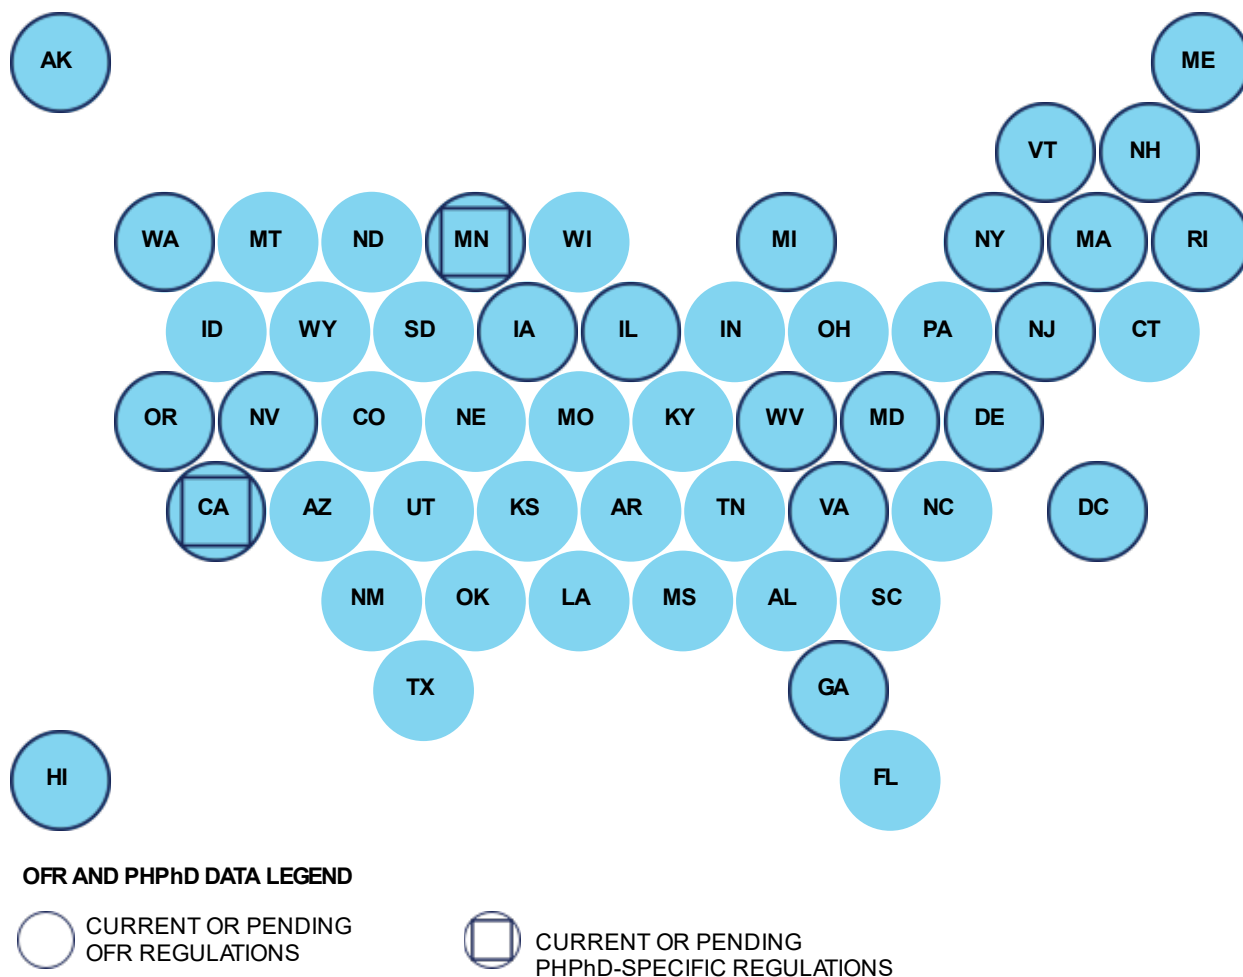 AK
ME
VT
NH
WA
MT
ND
MN
WI
MI
NY
MA
RI
ID
WY
SD
IA
IL
IN
OH
PA
NJ
CT
OR
NV
CO
NE
MO
KY
WV
MD
DE
CA
AZ
UT
KS
AR
TN
VA
NC
DC
NM
OK
LA
MS
AL
SC
TX
GA
HI
FL
OFR AND PHPhD DATA LEGEND
CURRENT OR PENDING
OFR REGULATIONS
CURRENT OR PENDING
PHPhD-SPECIFIC REGULATIONS